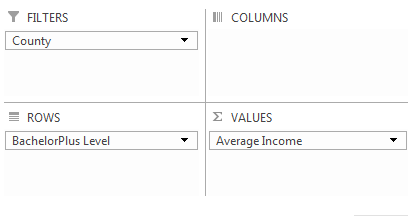 FILTERS
COLUMNS
County
ROWS
VALUES
BachelorPlus Level
Average Income